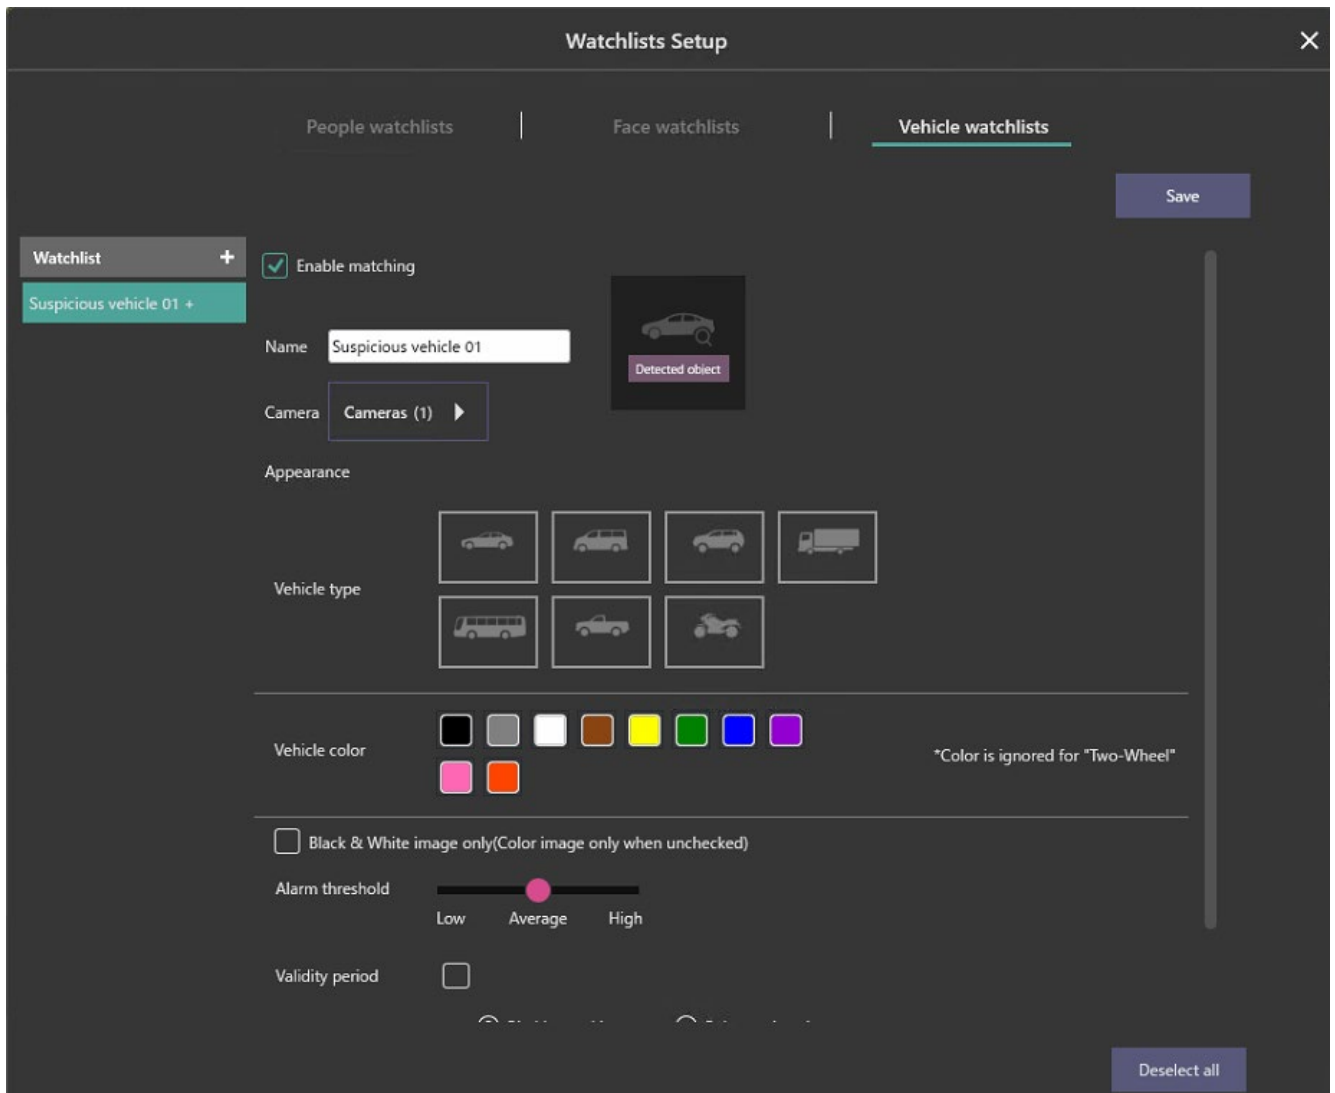 Watchlists Setup
People watchlists
Face watchlists
Vehicle watchlists
Save
Watchlist +
Suspicious vehicle 01 +
Enable matching
Name Suspicious vehicle 01
Detected object
Camera Cameras (1)
Appearance
Vehicle type
Vehicle color
*Color is ignored for "Two-Wheel"
Black & White image only(Color image only when unchecked)
Alarm threshold
Low Average High
Validity period
Deselect all